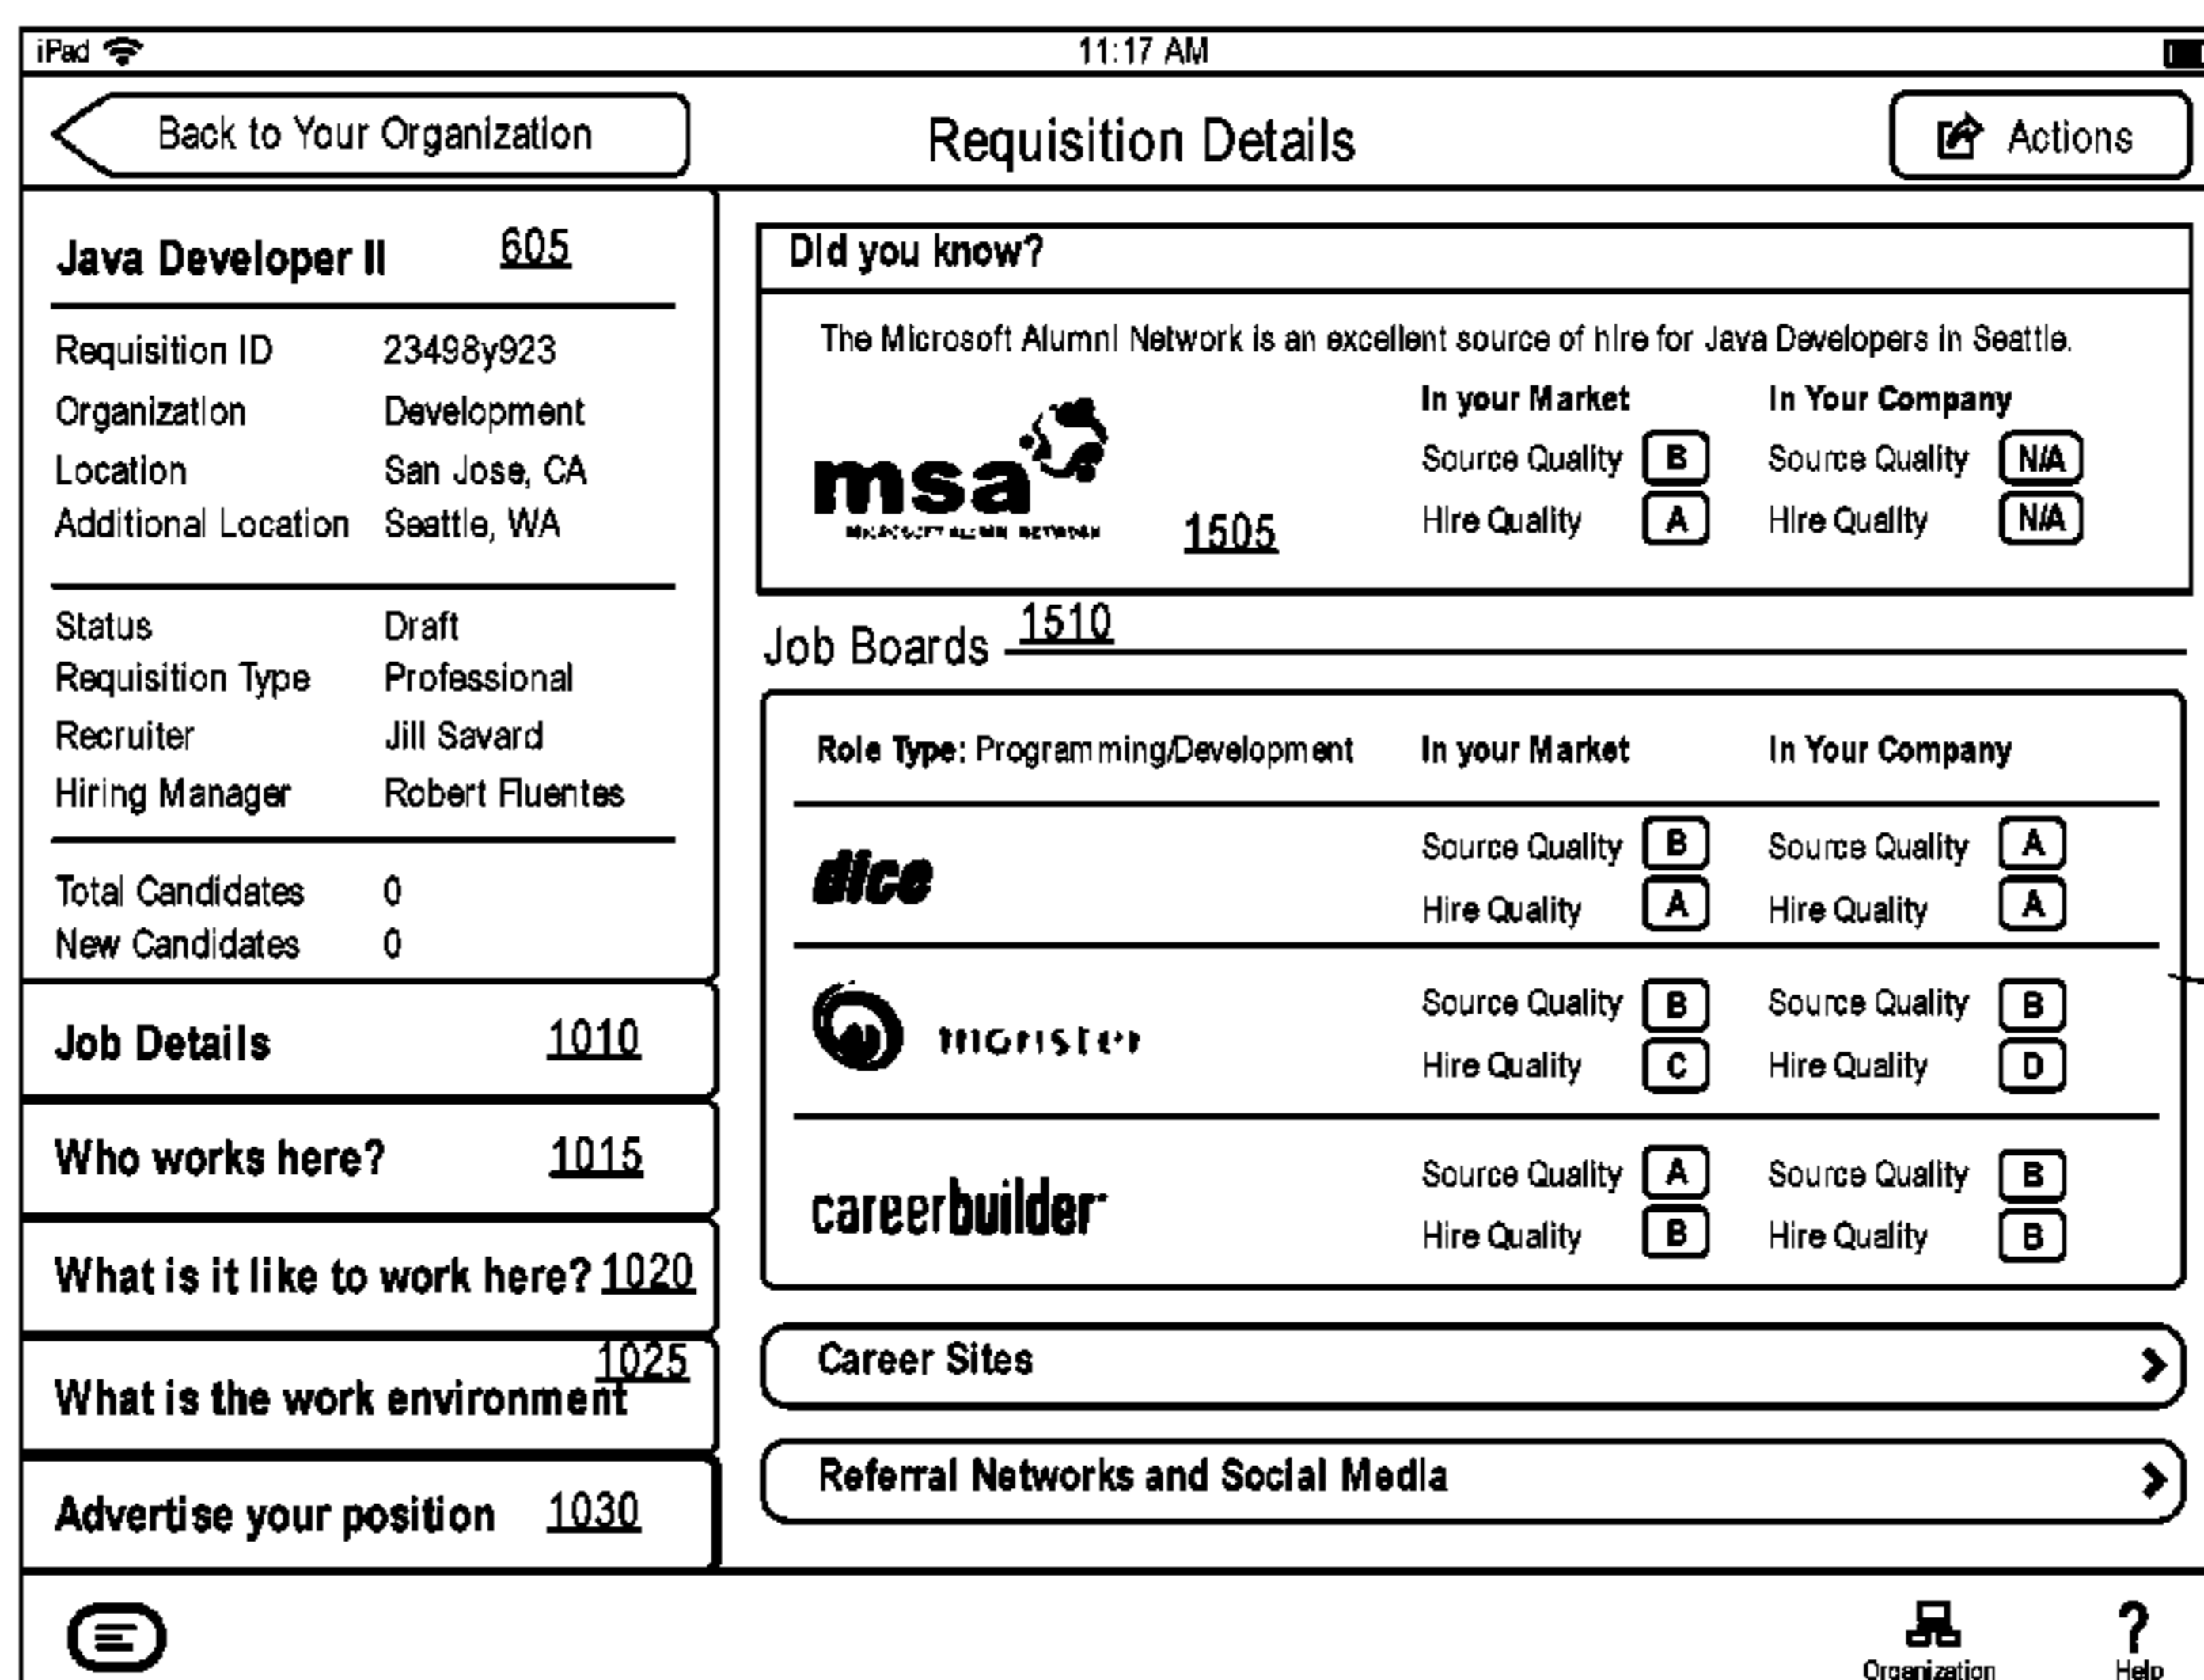 iPad 11:17 AM
Back to Your Organization Requisition Details Actions
Java Developer II 605
Requisition ID 23498y923
Organization Development
Location San Jose, CA
Additional Location Seattle, WA
Status Draft
Requisition Type Professional
Recruiter Jill Savard
Hiring Manager Robert Fluentes
Total Candidates 0
New Candidates 0
Job Details 1010
Who works here? 1015
What is it like to work here? 1020
1025
What is the work environment
Advertise your position 1030
Did you know?
The Microsoft Alumni Network is an excellent source of hire for Java Developers in Seattle.
In your Market In Your Company
msa Source Quality B Source Quality N/A
MICROSOFT ALUMNI NETWORK 1505 Hire Quality A Hire Quality N/A
Job Boards 1510
Role Type: Programming/Development In your Market In Your Company
dice Source Quality B Source Quality A
Hire Quality A Hire Quality A
monster Source Quality B Source Quality B
Hire Quality C Hire Quality D
careerbuilder Source Quality A Source Quality B
Hire Quality B Hire Quality B
Career Sites
Referral Networks and Social Media
Organization Help